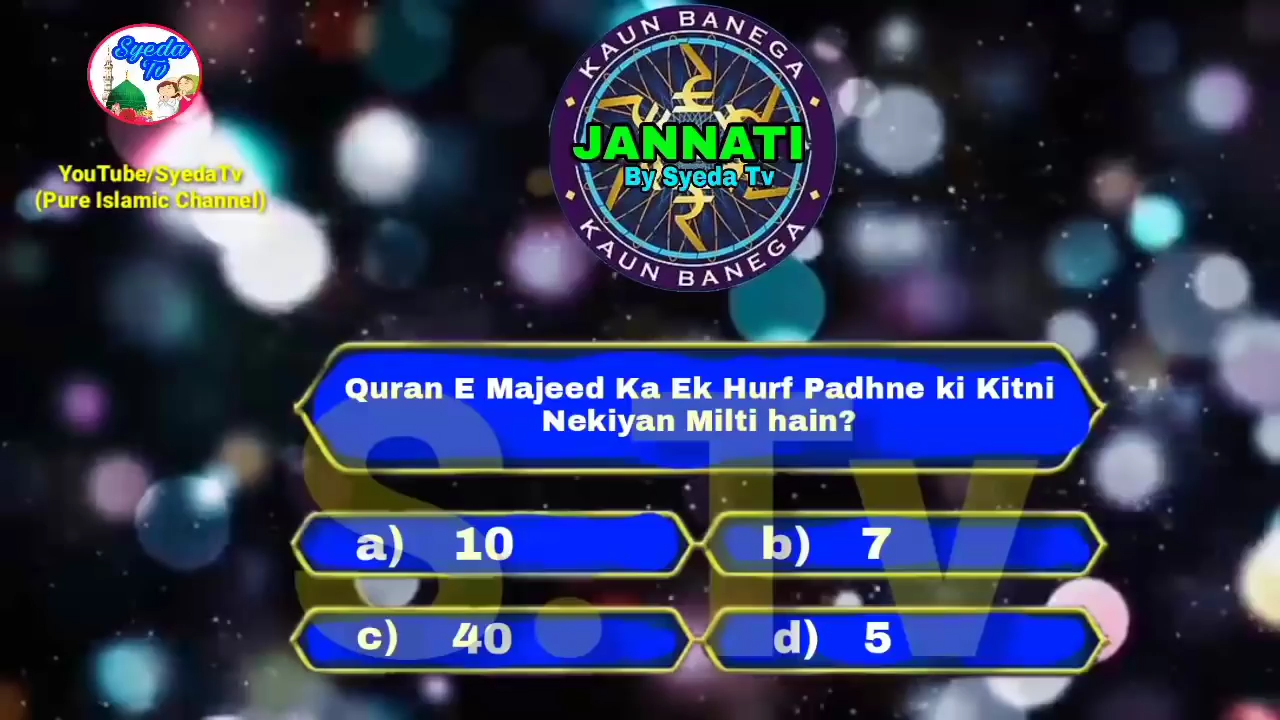 Syeda
Tv
YouTube/SyedaTv
(Pure Islamic Channel)
KAUN BANEGA
JANNATI
By Syeda Tv
KAUN BANEGA
Quran E Majeed Ka Ek Hurf Padhne ki Kitni
Nekiyan Milti hain?
a) 10
b) 7
c) 40
d) 5
S.Tv